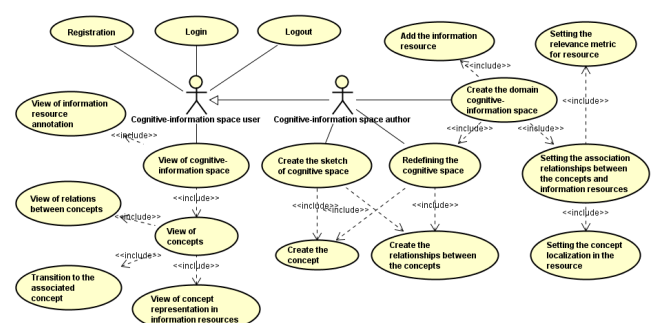 Registration
Login
Logout
Add the information
resource
Setting the
relevance metric
for resource
<<include>>
Create the domain
cognitive-
information space
<<include>>
View of information
resource
annotation
Cognitive-information space user
Cognitive-information space author
<<include>>
<<include>>
<<include>>
View of cognitive-
information space
Create the sketch
of cognitive space
Redefining the
cognitive space
Setting the association
relationships between
the concepts and
information resources
<<include>>
View of relations
between concepts
<<include>>
<<include>>
<<include>>
<<include>>
<<include>>
View of
concepts
Create the
concept
Create the
relationships between
the concepts
Setting the concept
localization in the
resource
Transition to the
associated
concept
<<include>>
<<include>>
View of concept
representation in
information resources